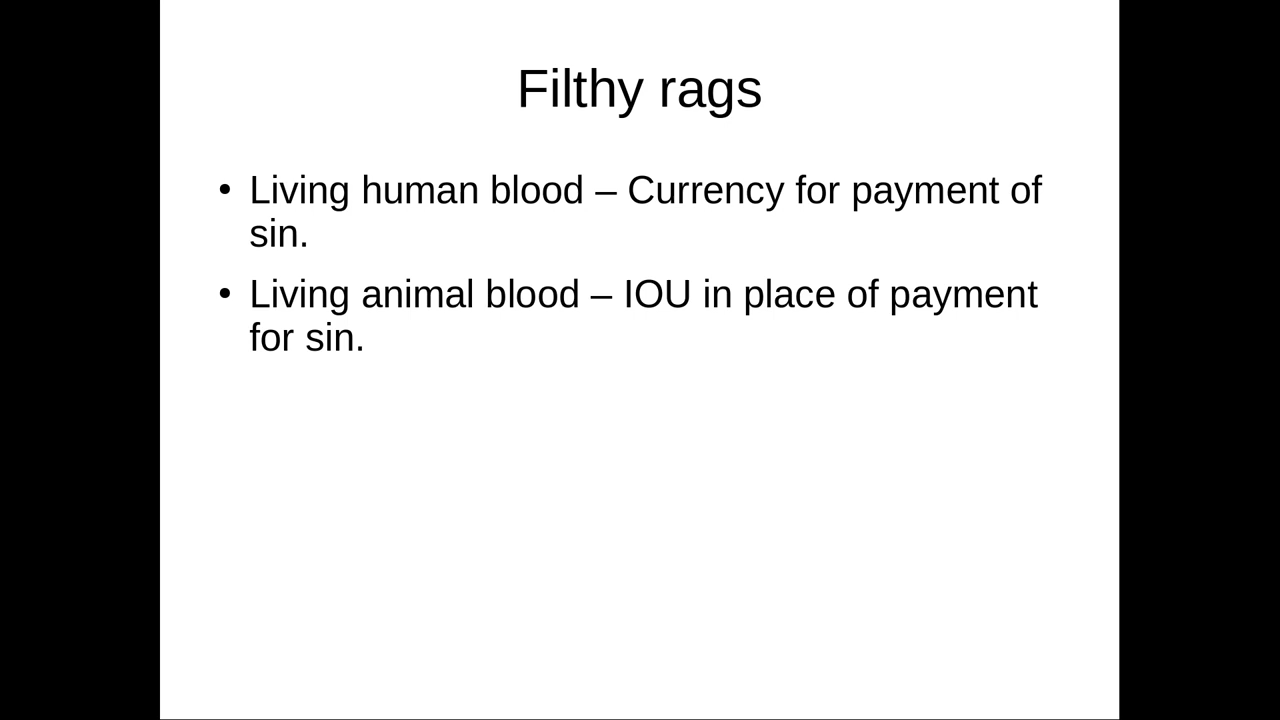 Filthy rags
• Living human blood – Currency for payment of
sin.
• Living animal blood – IOU in place of payment
for sin.